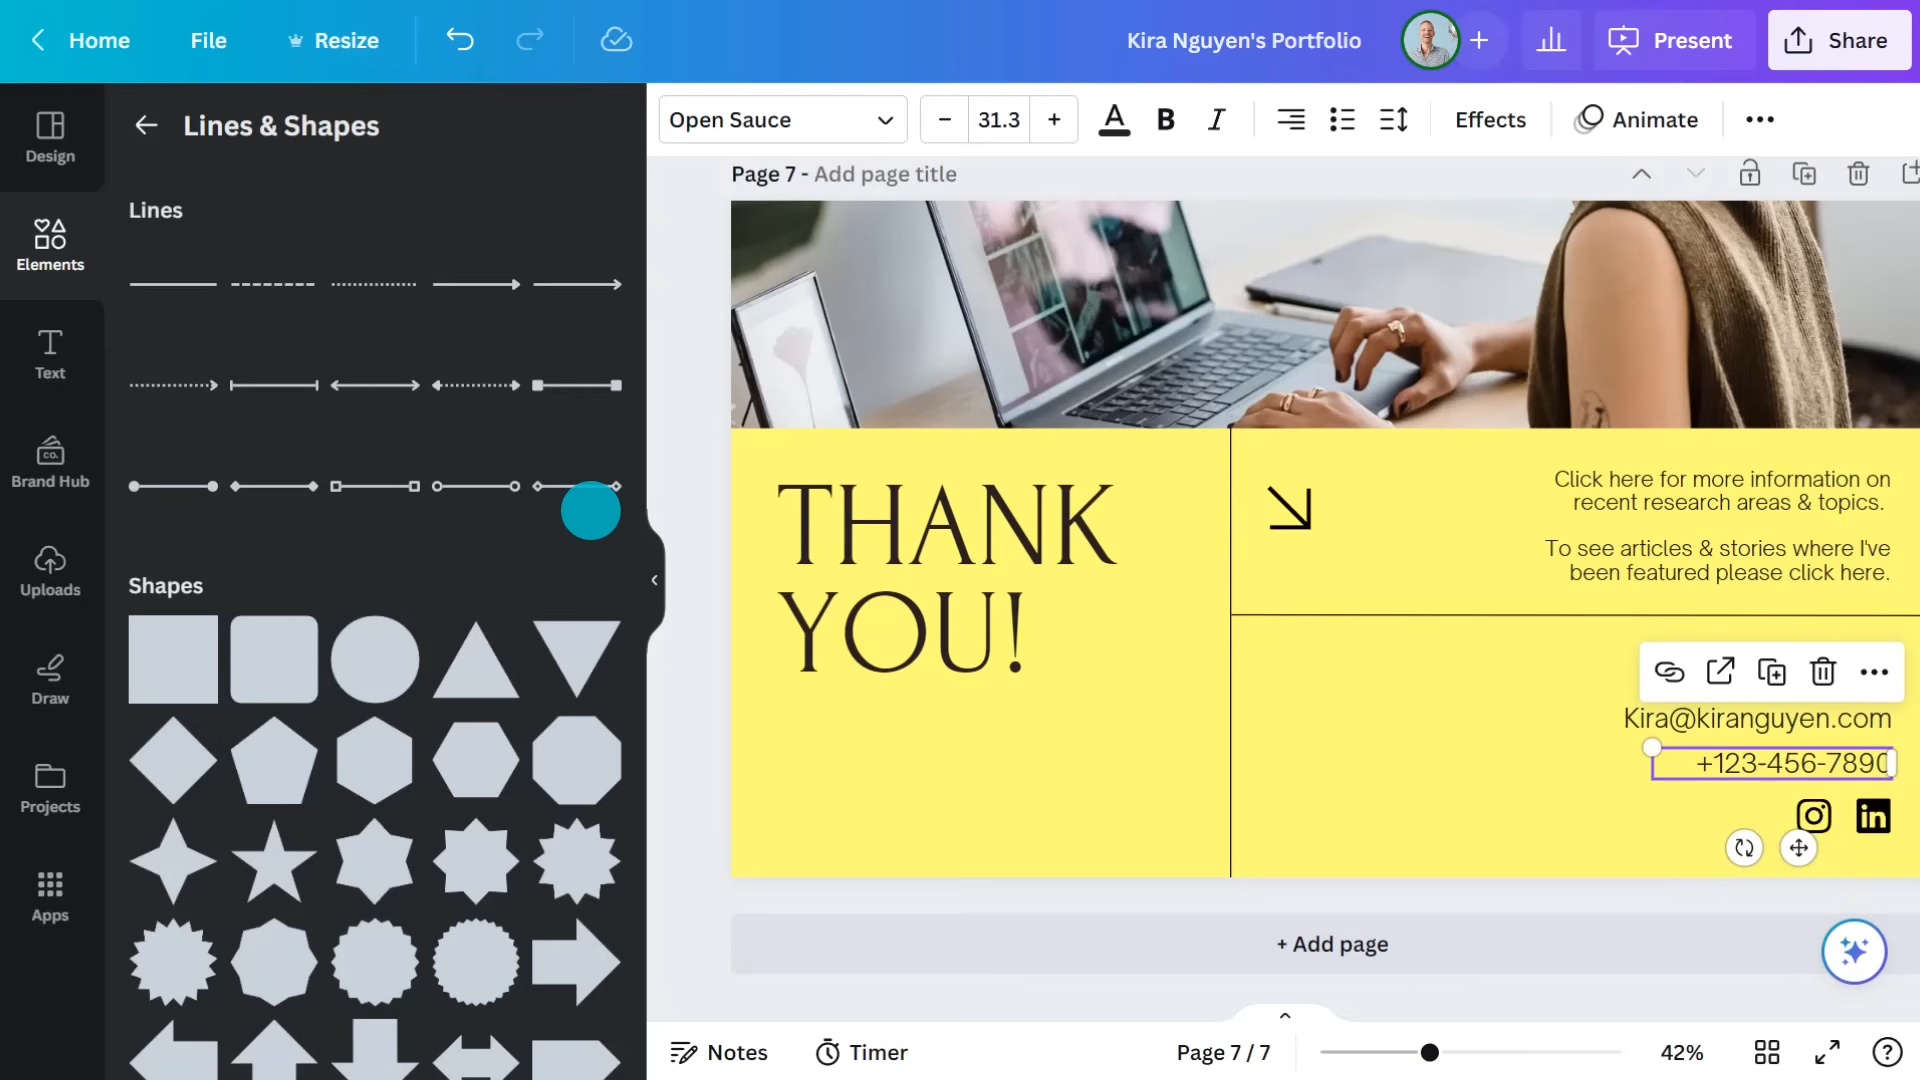 Home
File
Resize
Kira Nguyen's Portfolio
Present
Share
Design
Elements
Text
Brand Hub
CO.
Uploads
Draw
Projects
Apps
Lines & Shapes
Lines
Shapes
Open Sauce
31.3
Effects
Animate
Page 7 - Add page title
THANK
YOU!
Click here for more information on
recent research areas & topics.
To see articles & stories where I've
been featured please click here.
Kira@kiranguyen.com
+123-456-7890
in
+ Add page
Notes
Timer
Page 7 / 7
42%